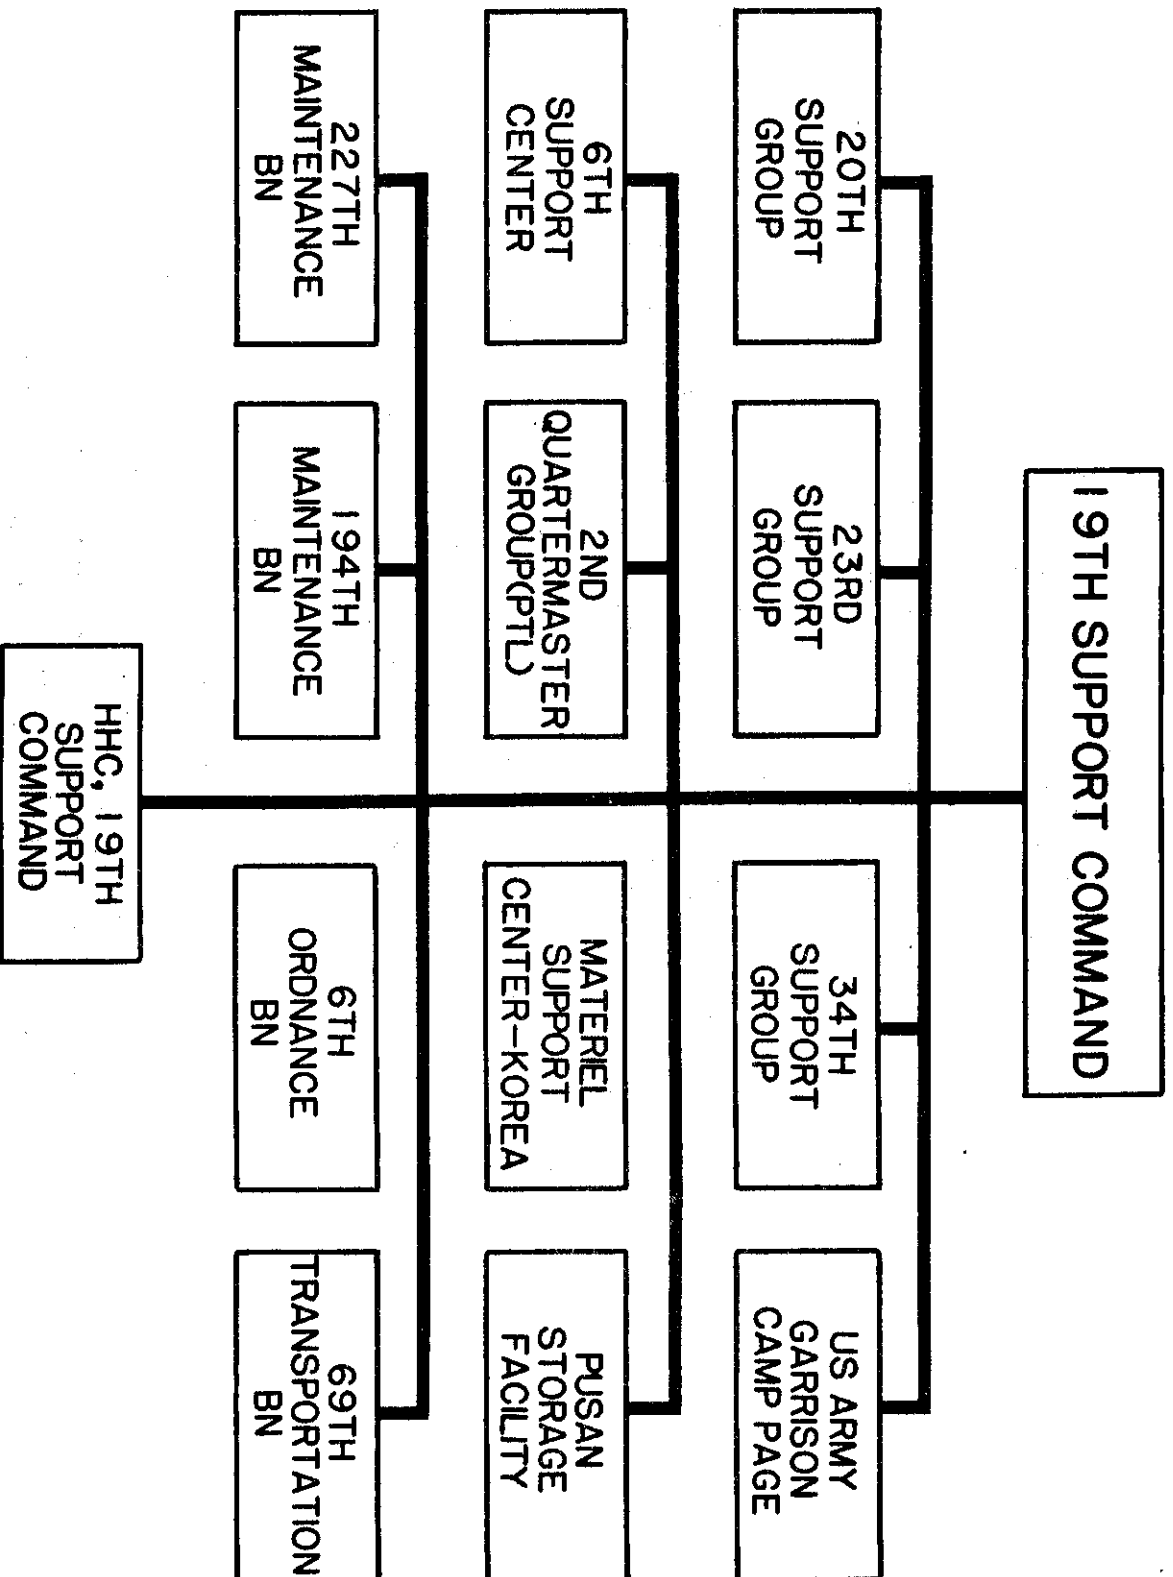 19TH SUPPORT COMMAND
20TH
SUPPORT
GROUP
23RD
SUPPORT
GROUP
34TH
SUPPORT
GROUP
US ARMY
GARRISON
CAMP PAGE
6TH
SUPPORT
CENTER
2ND
QUARTERMASTER
GROUP(PTL)
MATERIEL
SUPPORT
CENTER-KOREA
PUSAN
STORAGE
FACILITY
227TH
MAINTENANCE
BN
194TH
MAINTENANCE
BN
6TH
ORDNANCE
BN
69TH
TRANSPORTATION
BN
HHC, 19TH
SUPPORT
COMMAND